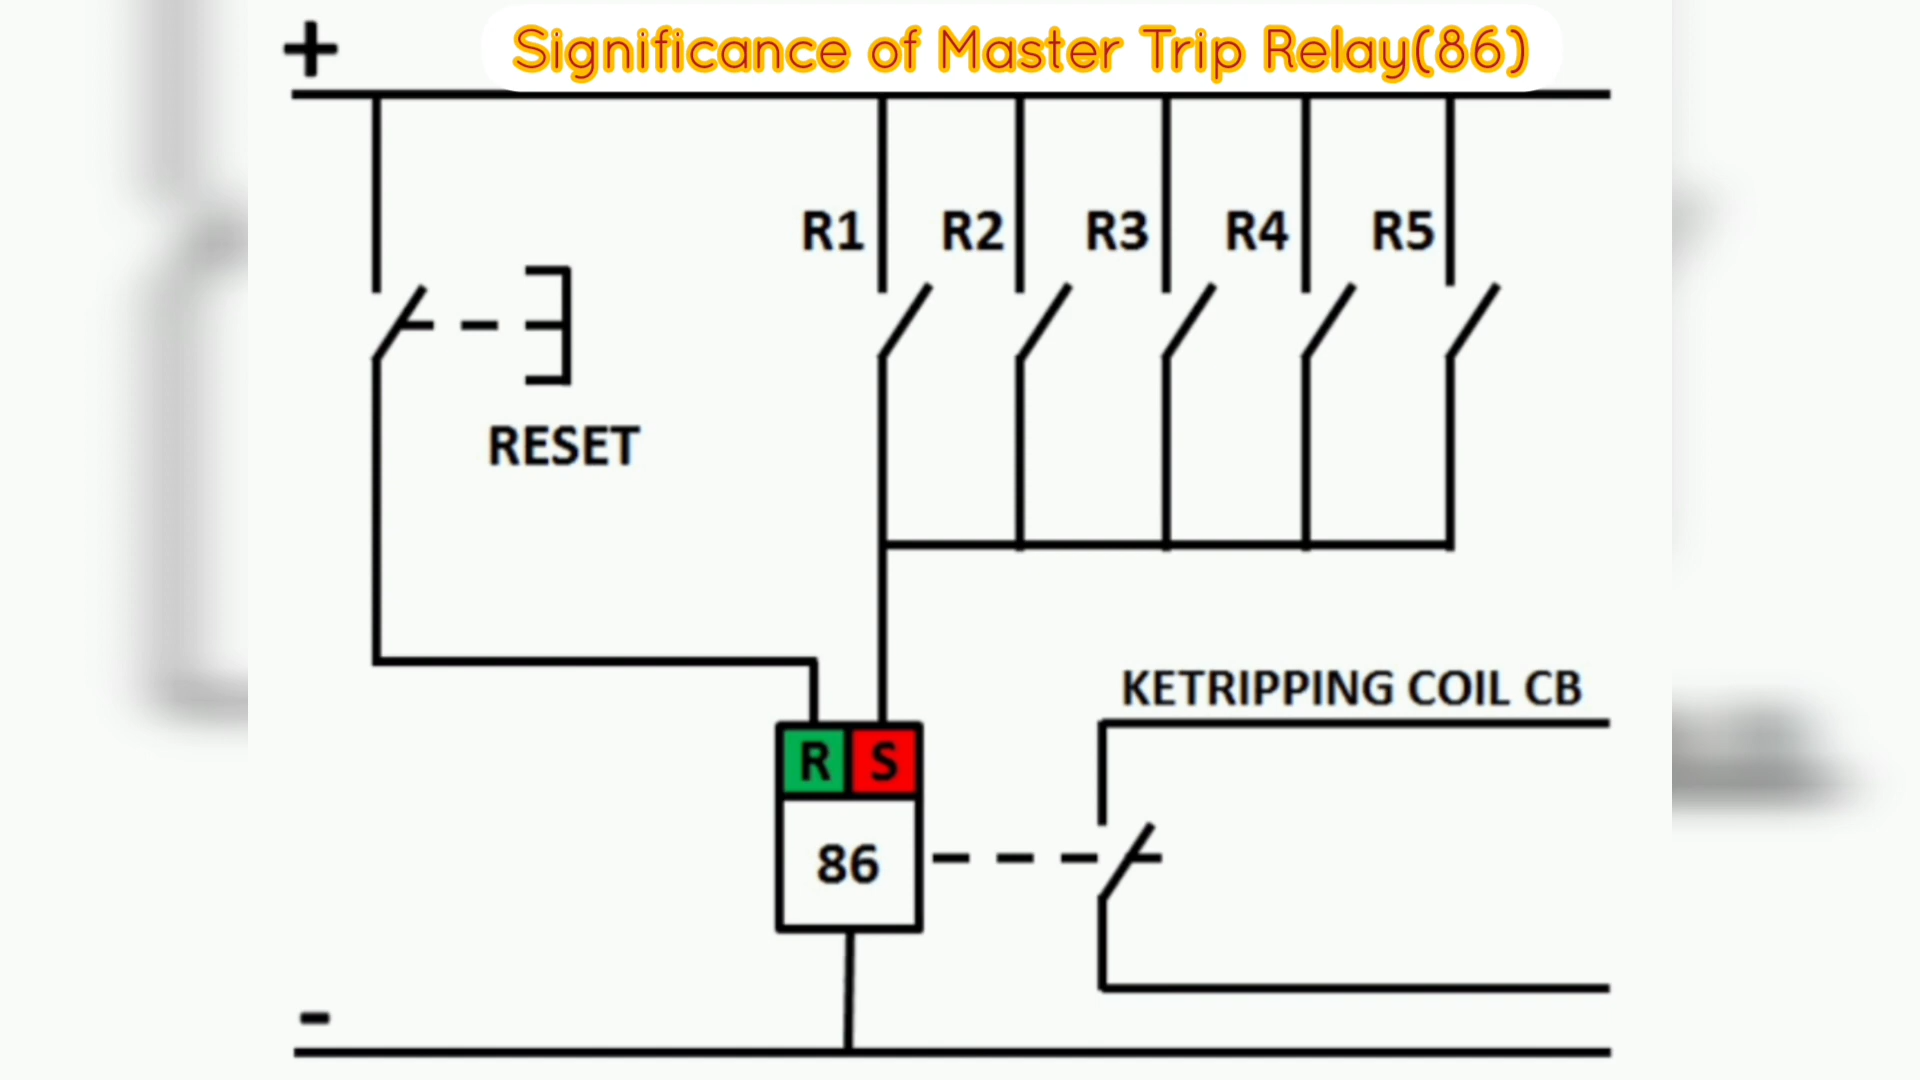 +
Significance of Master Trip Relay(86)
R1 R2 R3 R4 R5
RESET
KETRIPPING COIL CB
R S
86
-